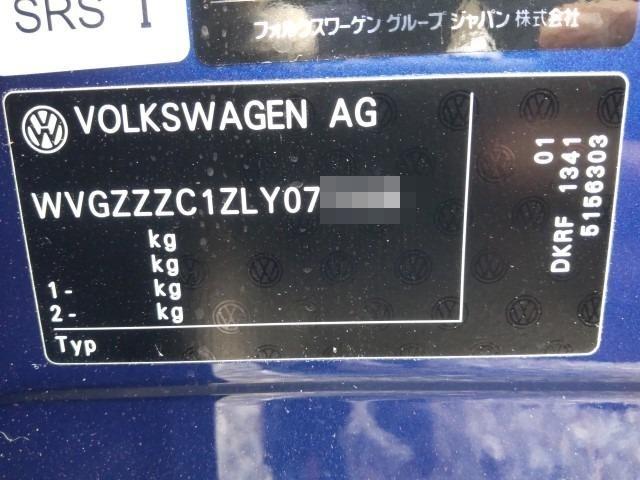 SRS I
フォルクスワーゲン グループ ジャパン 株式会社
VOLKSWAGEN AG
WVGZZZC1ZLY07
kg
kg
1- kg
2- kg
Typ
01
DKRF 1341
5156303